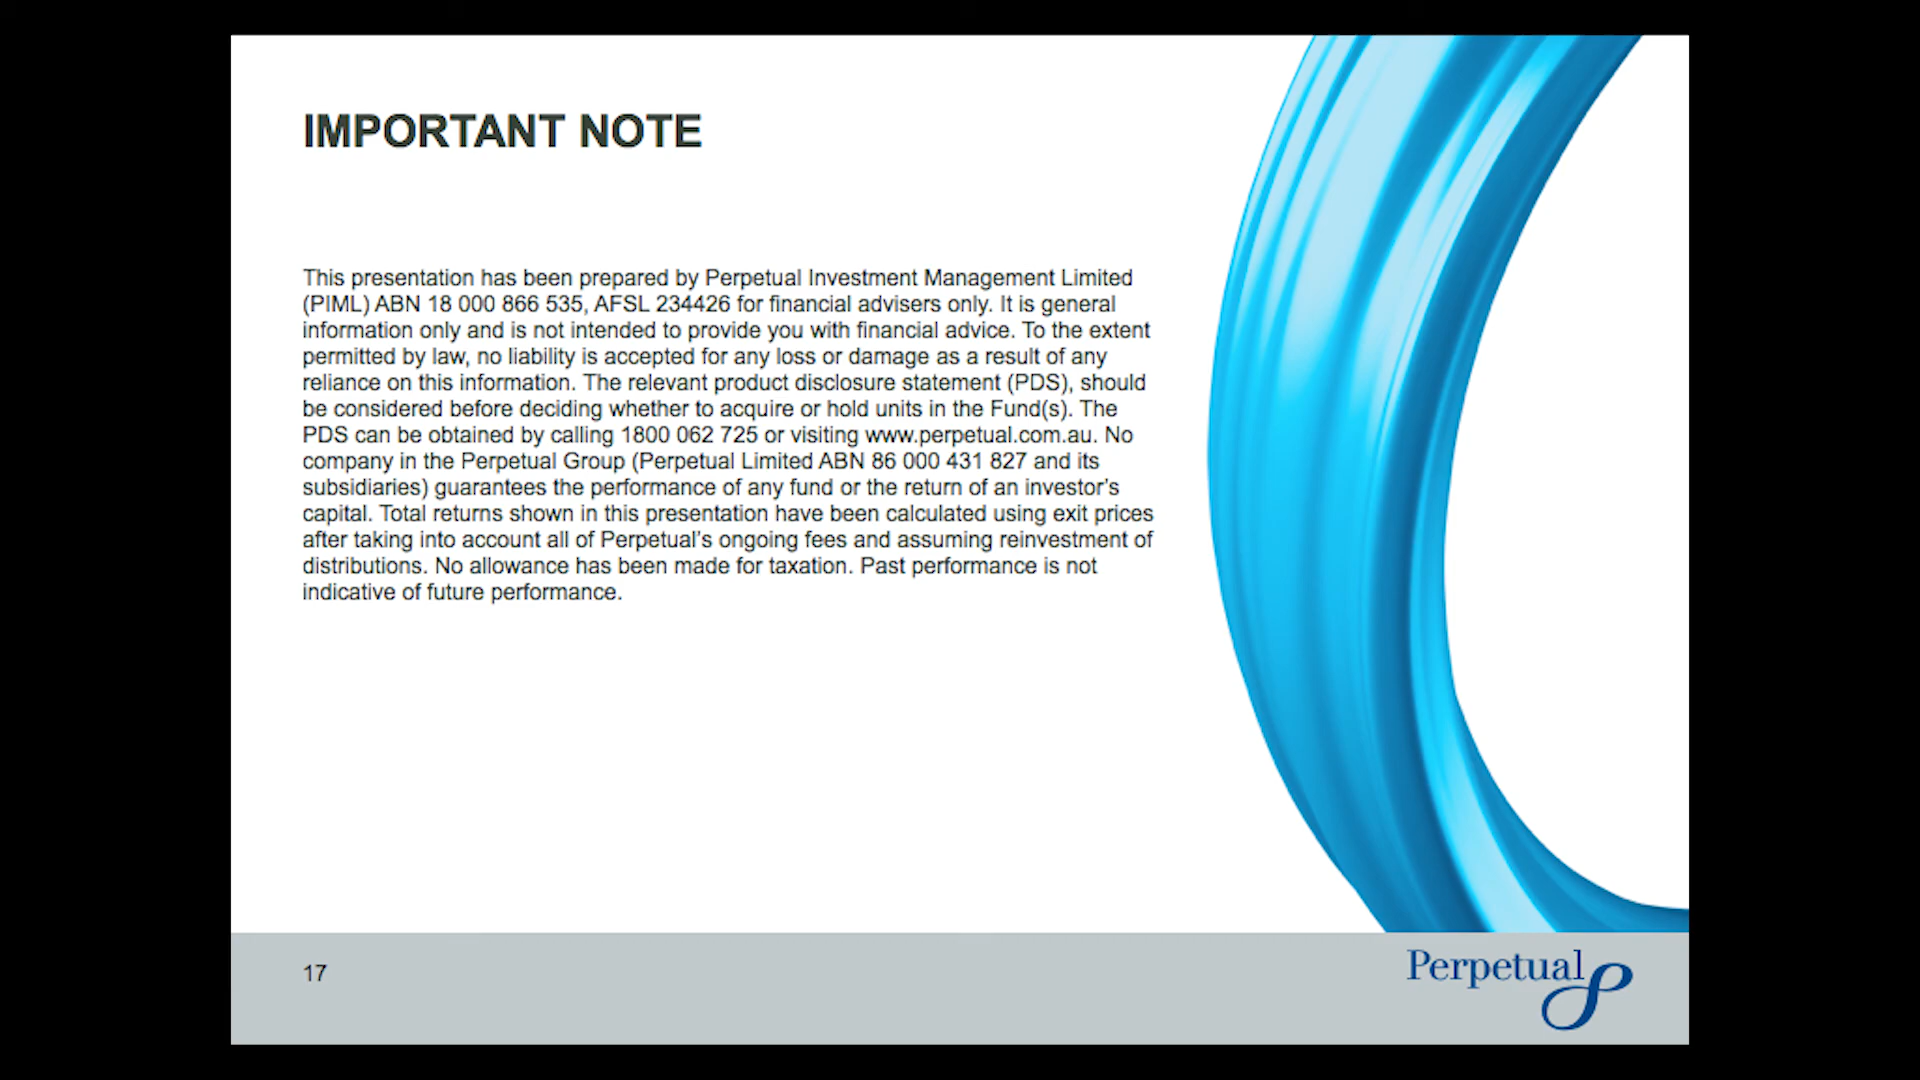 IMPORTANT NOTE
This presentation has been prepared by Perpetual Investment Management Limited
(PIML) ABN 18 000 866 535, AFSL 234426 for financial advisers only. It is general
information only and is not intended to provide you with financial advice. To the extent
permitted by law, no liability is accepted for any loss or damage as a result of any
reliance on this information. The relevant product disclosure statement (PDS), should
be considered before deciding whether to acquire or hold units in the Fund(s). The
PDS can be obtained by calling 1800 062 725 or visiting www.perpetual.com.au. No
company in the Perpetual Group (Perpetual Limited ABN 86 000 431 827 and its
subsidiaries) guarantees the performance of any fund or the return of an investor’s
capital. Total returns shown in this presentation have been calculated using exit prices
after taking into account all of Perpetual’s ongoing fees and assuming reinvestment of
distributions. No allowance has been made for taxation. Past performance is not
indicative of future performance.
17
Perpetual